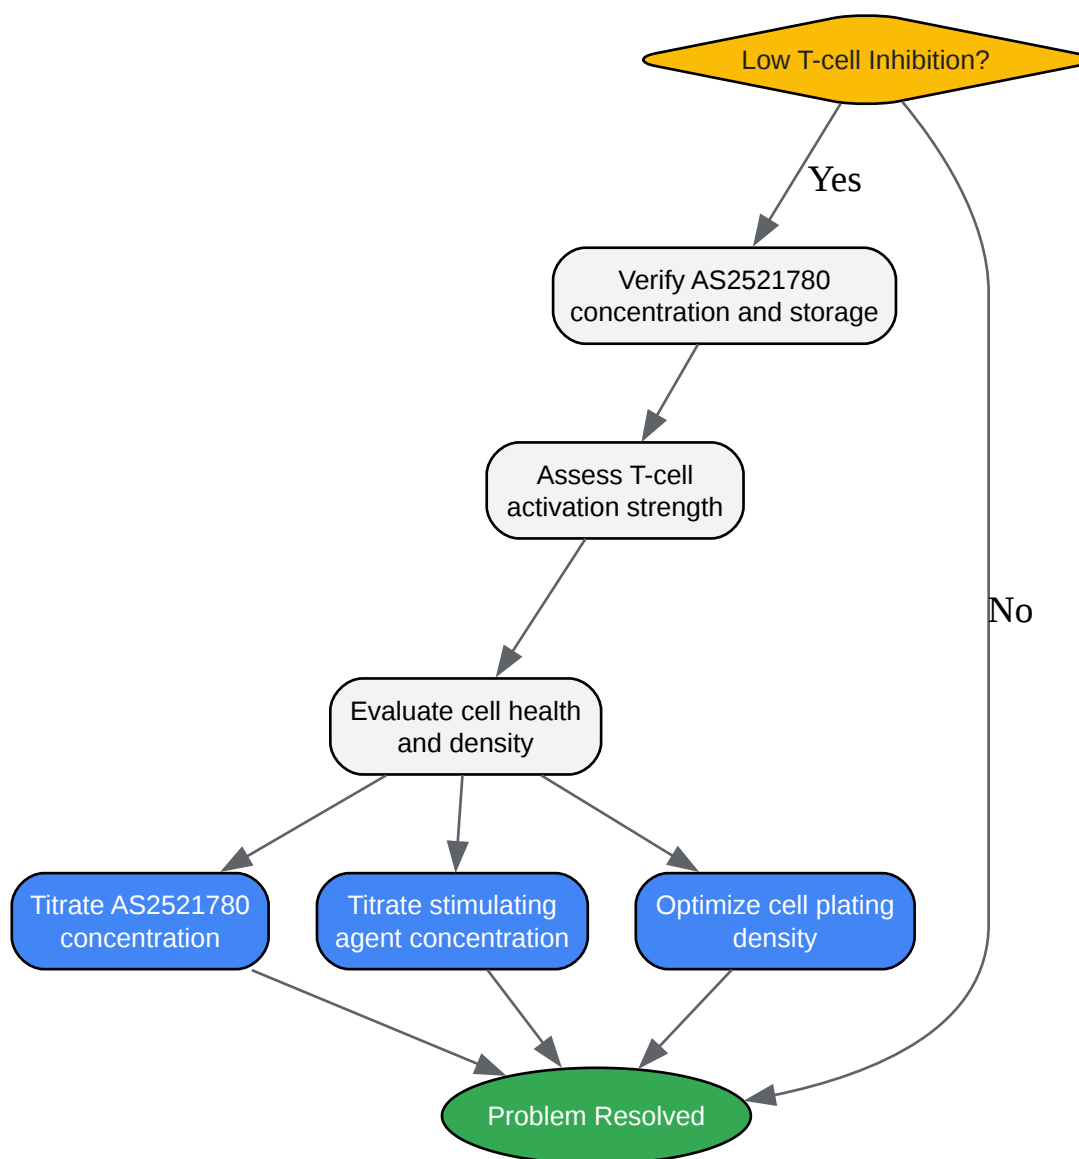 Low T-cell Inhibition?
Yes
Verify AS2521780
concentration and storage
Assess T-cell
activation strength
No
Evaluate cell health
and density
Titrate AS2521780
concentration
Titrate stimulating
agent concentration
Optimize cell plating
density
Problem Resolved